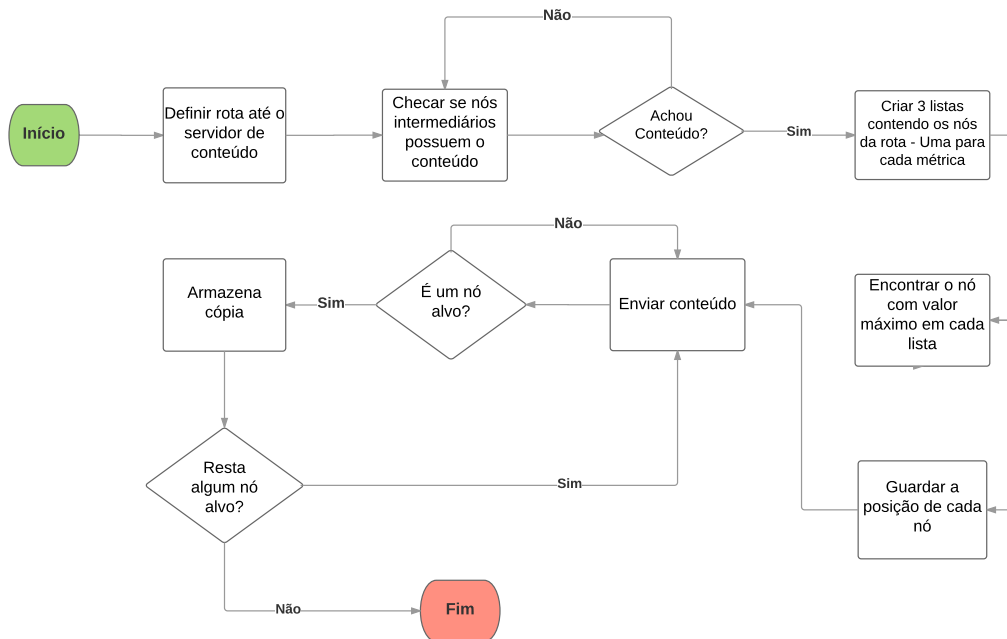 Não
Início
Definir rota até o
servidor de
conteúdo
Checar se nós
intermediários
possuem o
conteúdo
Achou
Conteúdo?
Sim
Criar 3 listas
contendo os nós
da rota - Uma para
cada métrica
Não
Armazena
cópia
Sim
É um nó
alvo?
Enviar conteúdo
Encontrar o nó
com valor
máximo em cada
lista
Resta
algum nó
alvo?
Sim
Guardar a
posição de cada
nó
Não
Fim